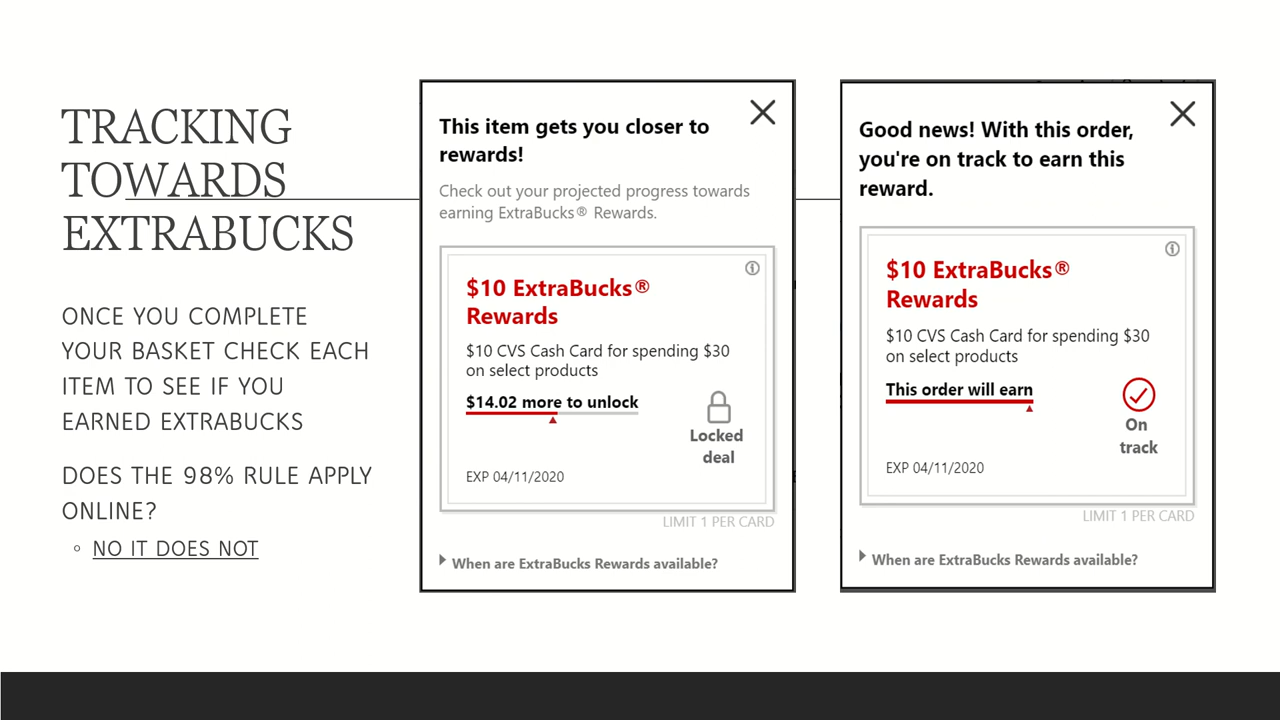 TRACKING
TOWARDS
EXTRABUCKS
ONCE YOU COMPLETE
YOUR BASKET CHECK EACH
ITEM TO SEE IF YOU
EARNED EXTRABUCKS
DOES THE 98% RULE APPLY
ONLINE?
NO IT DOES NOT
This item gets you closer to
rewards!
Check out your projected progress towards
earning ExtraBucks® Rewards.
$10 ExtraBucks®
Rewards
$10 CVS Cash Card for spending $30
on select products
$14.02 more to unlock
Locked
deal
EXP 04/11/2020
LIMIT 1 PER CARD
When are ExtraBucks Rewards available?
Good news! With this order,
you're on track to earn this
reward.
$10 ExtraBucks®
Rewards
$10 CVS Cash Card for spending $30
on select products
This order will earn
On
track
EXP 04/11/2020
LIMIT 1 PER CARD
When are ExtraBucks Rewards available?